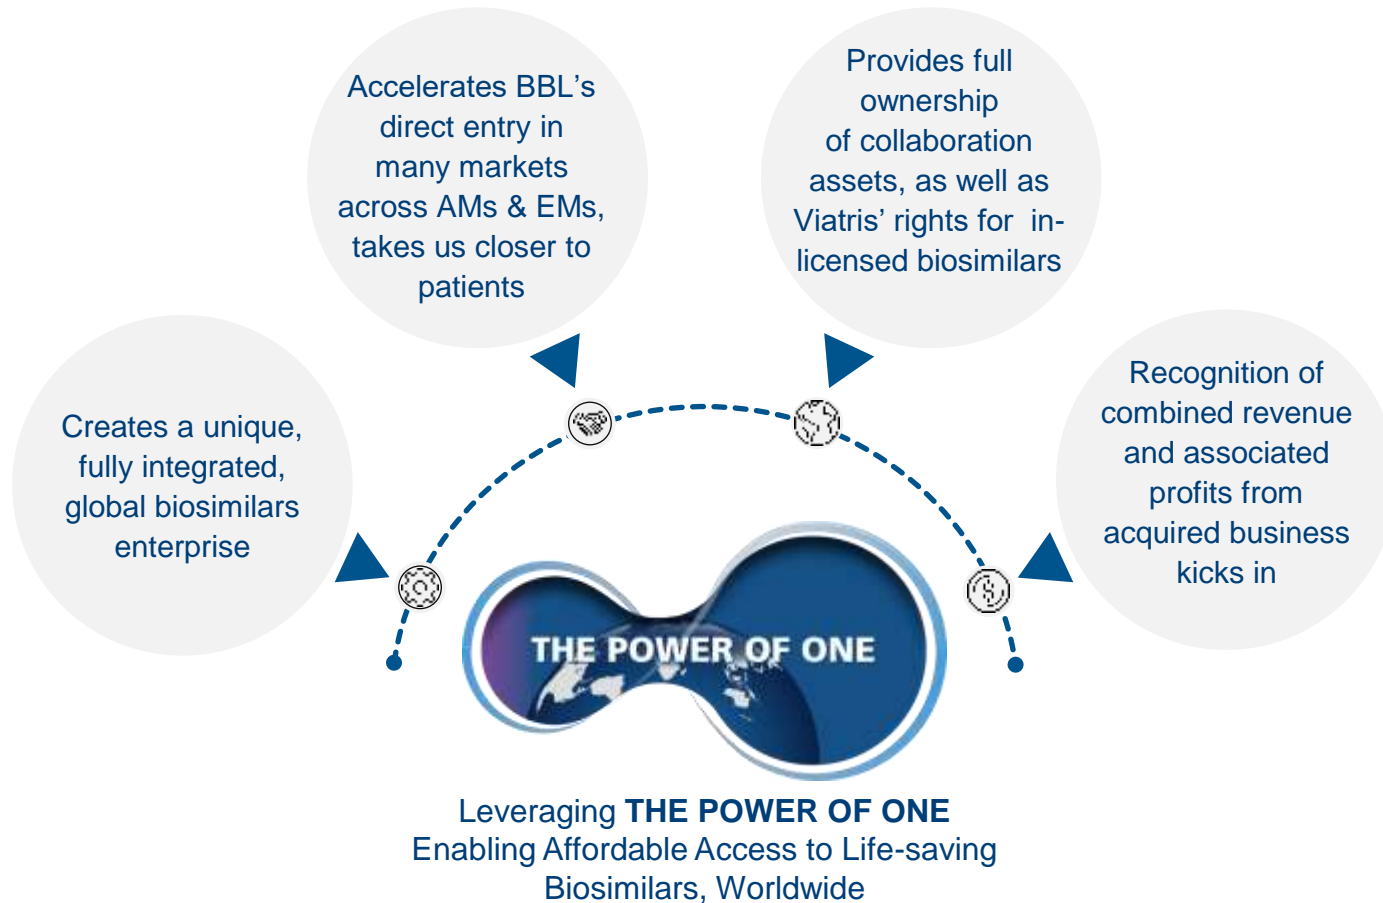 Creates a unique,
fully integrated,
global biosimilars
enterprise
Accelerates BBL’s
direct entry in
many markets
across AMs & EMs,
takes us closer to
patients
Provides full
ownership
of collaboration
assets, as well as
Viatris’ rights for  in-
licensed biosimilars
Recognition of
combined revenue
and associated
profits from
acquired business
kicks in
$
THE POWER OF ONE
Leveraging THE POWER OF ONE
Enabling Affordable Access to Life-saving
Biosimilars, Worldwide